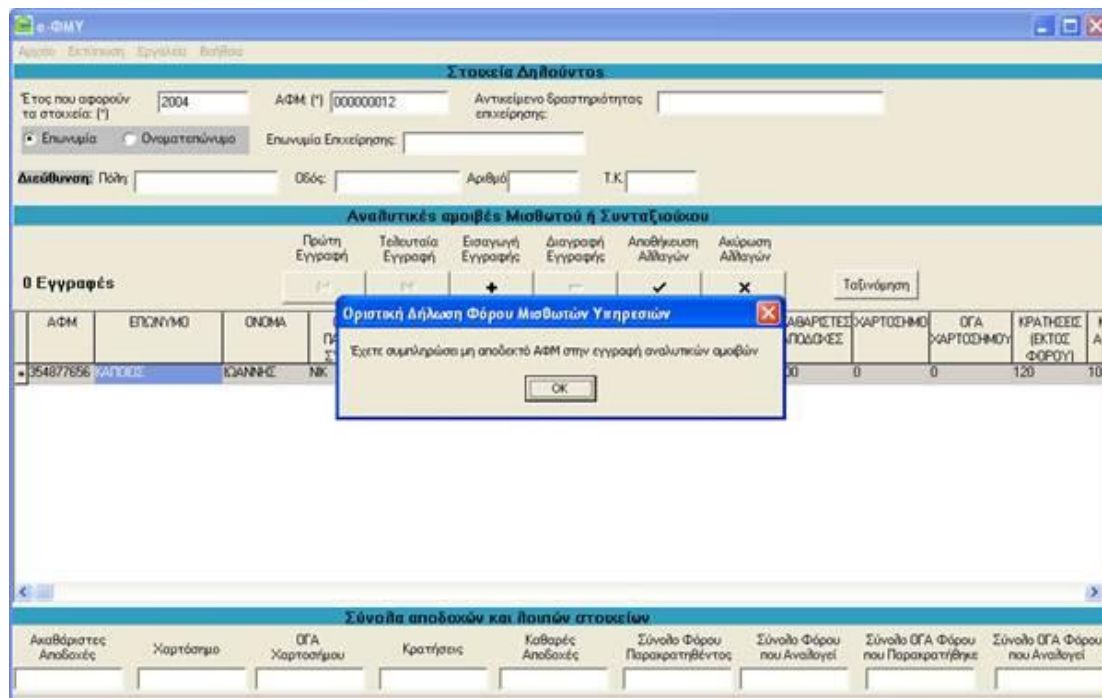 e-ΦΜΥ
Αρχείο Εκτύπωση Εργαλεία Βοήθεια
Στοιχεία Δηλούντος
Έτος που αφορούν τα στοιχεία: (*)
2004
ΑΦΜ: (*)
000000012
Αντικείμενο δραστηριότητας επιχείρησης:
Επωνυμία
Ονοματεπώνυμο
Επωνυμία Επιχείρησης:
Διεύθυνση: Πόλη:
Οδός:
Αριθμό
Τ.Κ.
Αναλυτικές αμοιβές Μισθωτού ή Συνταξιούχου
0 Εγγραφές
Πρώτη Εγγραφή
Τελευταία Εγγραφή
Εισαγωγή Εγγραφής
Διαγραφή Εγγραφής
Αποθήκευση Αλλαγών
Ακύρωση Αλλαγών
Ταξινόμηση
Οριστική Δήλωση Φόρου Μισθωτών Υπηρεσιών
Έχετε συμπληρώσει μη αποδεκτό ΑΦΜ στην εγγραφή αναλυτικών αμοιβών
OK
ΑΦΜ
ΕΠΩΝΥΜΟ
ΟΝΟΜΑ
ΧΑΡΤΟΣΗΜΟ
ΟΓΑ ΧΑΡΤΟΣΗΜΟΥ
ΚΡΑΤΗΣΕΙΣ (ΕΚΤΟΣ ΦΟΡΟΥ)
354877656 ΚΑΠΟΙΟΣ ΙΩΑΝΝΗΣ ΝΙΚ 0 0 120
Σύνολα αποδοχών και λοιπών στοιχείων
Ακαθάριστες Αποδοχές
Χαρτόσημο
ΟΓΑ Χαρτοσήμου
Κρατήσεις
Καθαρές Αποδοχές
Σύνολο Φόρου Παρακρατηθέντος
Σύνολο Φόρου που Αναλογεί
Σύνολο ΟΓΑ Φόρου που Παρακρατήθηκε
Σύνολο ΟΓΑ Φόρου που Αναλογεί